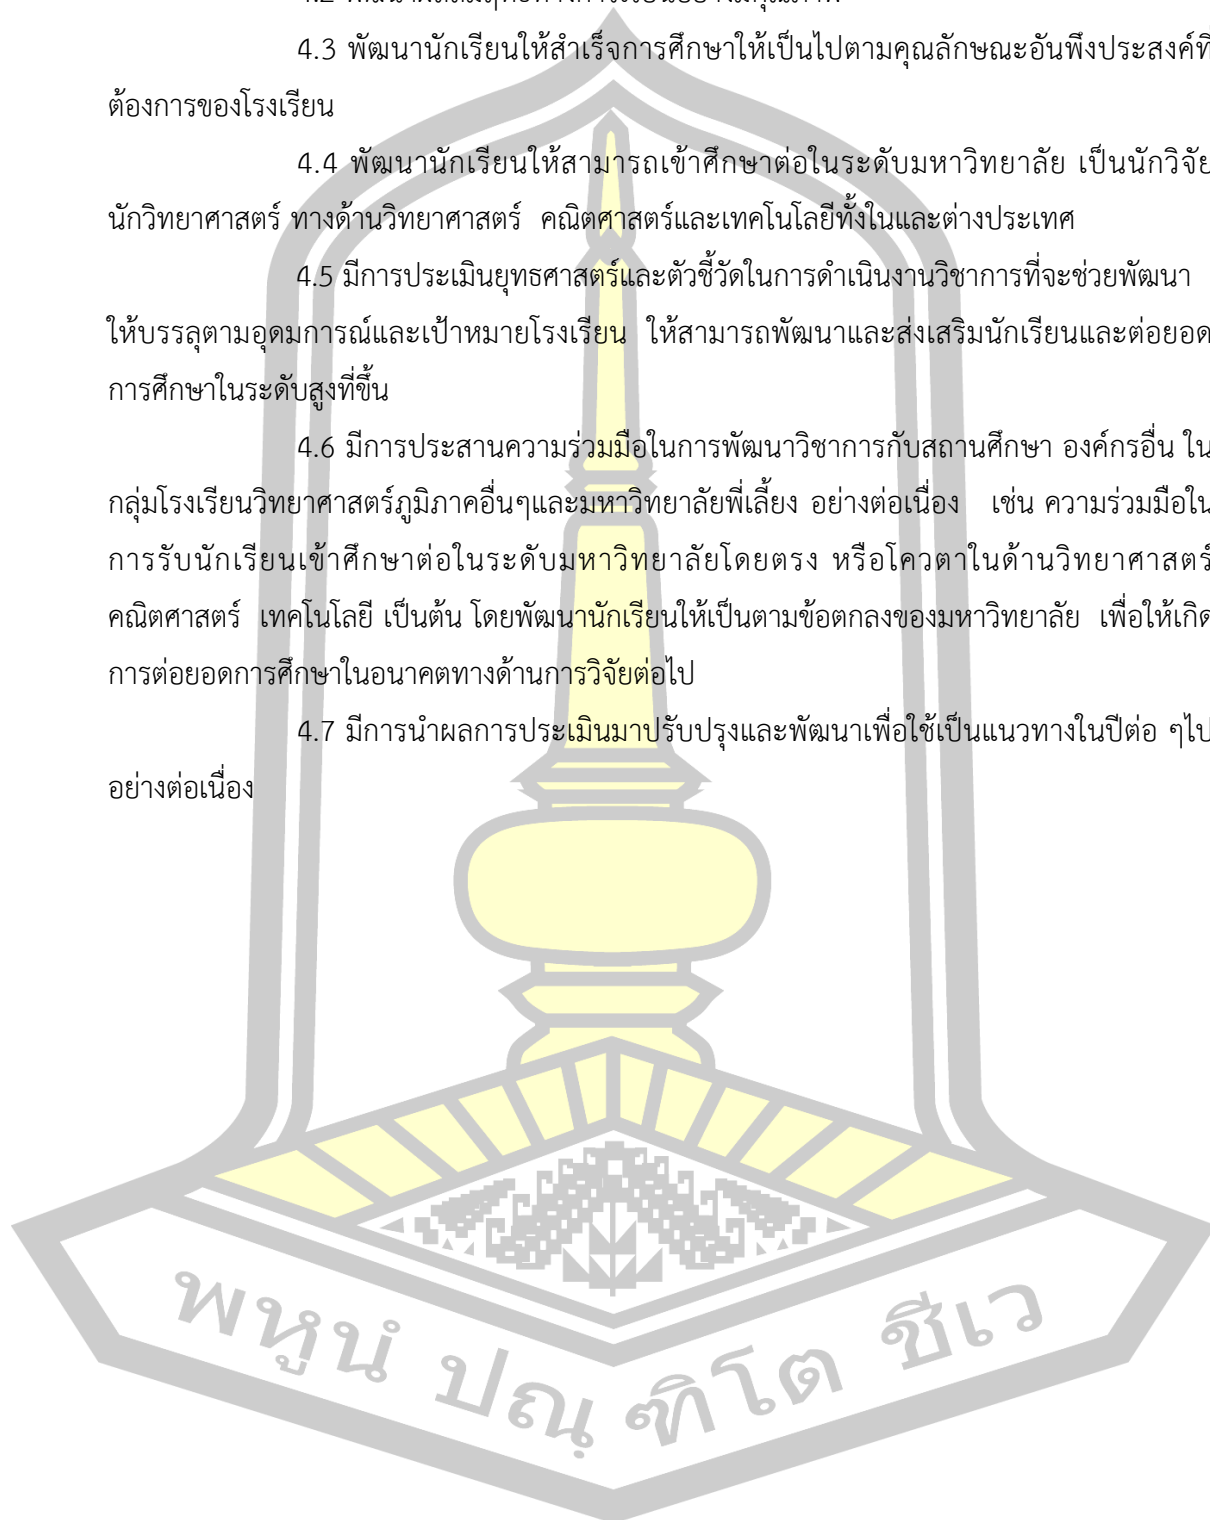 4.3 พัฒนานักเรียนให้สำเร็จการศึกษาให้เป็นไปตามคุณลักษณะอันพึงประสงค์ที่
ต้องการของโรงเรียน
4.4 พัฒนานักเรียนให้สามารถเข้าศึกษาต่อในระดับมหาวิทยาลัย เป็นนักวิจัย
นักวิทยาศาสตร์ ทางด้านวิทยาศาสตร์ คณิตศาสตร์และเทคโนโลยีทั้งในและต่างประเทศ
4.5 มีการประเมินยุทธศาสตร์และตัวชี้วัดในการดำเนินงานวิชาการที่จะช่วยพัฒนา
ให้บรรลุตามอุดมการณ์และเป้าหมายโรงเรียน ให้สามารถพัฒนาและส่งเสริมนักเรียนและต่อยอด
การศึกษาในระดับสูงที่ขึ้น
4.6 มีการประสานความร่วมมือในการพัฒนาวิชาการกับสถานศึกษา องค์กรอื่น ใน
กลุ่มโรงเรียนวิทยาศาสตร์ภูมิภาคอื่นๆและมหาวิทยาลัยพี่เลี้ยง อย่างต่อเนื่อง เช่น ความร่วมมือใน
การรับนักเรียนเข้าศึกษาต่อในระดับมหาวิทยาลัยโดยตรง หรือโควตาในด้านวิทยาศาสตร์
คณิตศาสตร์ เทคโนโลยี เป็นต้น โดยพัฒนานักเรียนให้เป็นตามข้อตกลงของมหาวิทยาลัย เพื่อให้เกิด
การต่อยอดการศึกษาในอนาคตทางด้านการวิจัยต่อไป
4.7 มีการนำผลการประเมินมาปรับปรุงและพัฒนาเพื่อใช้เป็นแนวทางในปีต่อ ๆไป
อย่างต่อเนื่อง
พหูนํ ปณฺฑิโต ชีเว